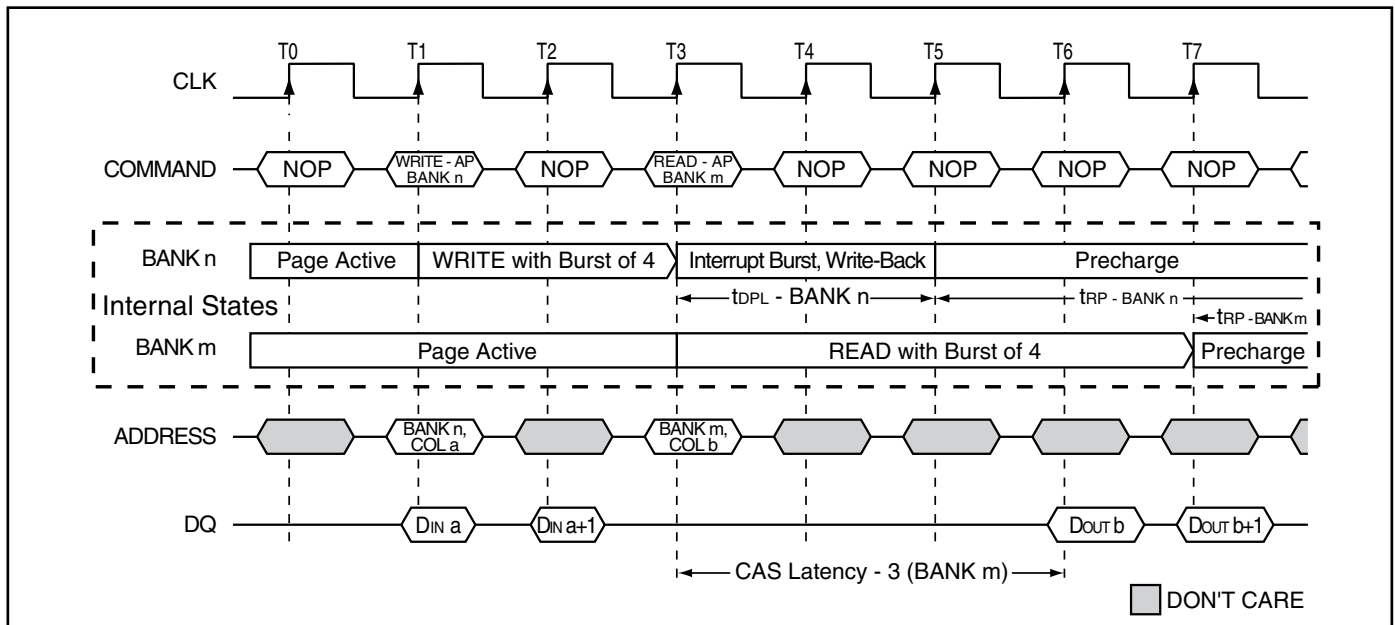 T0 T1 T2 T3 T4 T5 T6 T7
CLK
COMMAND NOP WRITE - AP BANK n NOP READ - AP BANK m NOP NOP NOP NOP
BANK n Page Active WRITE with Burst of 4 Interrupt Burst, Write-Back Precharge
tDPL - BANK n tRP - BANK n
Internal States
tRP - BANK m
BANK m Page Active READ with Burst of 4 Precharge
ADDRESS BANK n, COL a BANK m, COL b
DQ DIN a DIN a+1 DOUT b DOUT b+1
CAS Latency - 3 (BANK m)
DON'T CARE